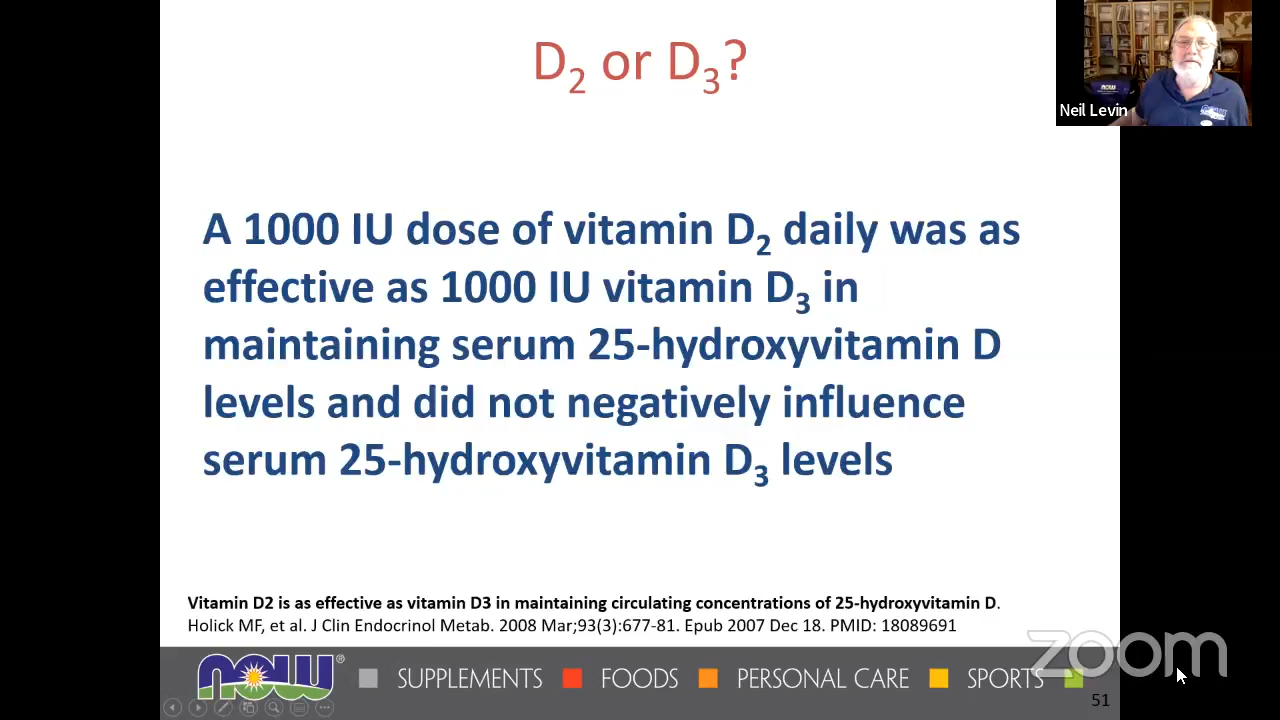 D2 or D3?
NOW
Neil Levin
A 1000 IU dose of vitamin D2 daily was as
effective as 1000 IU vitamin D3 in
maintaining serum 25-hydroxyvitamin D
levels and did not negatively influence
serum 25-hydroxyvitamin D3 levels
Vitamin D2 is as effective as vitamin D3 in maintaining circulating concentrations of 25-hydroxyvitamin D.
Holick MF, et al. J Clin Endocrinol Metab. 2008 Mar;93(3):677-81. Epub 2007 Dec 18. PMID: 18089691
zoom
NOW® SUPPLEMENTS FOODS PERSONAL CARE SPORTS
51